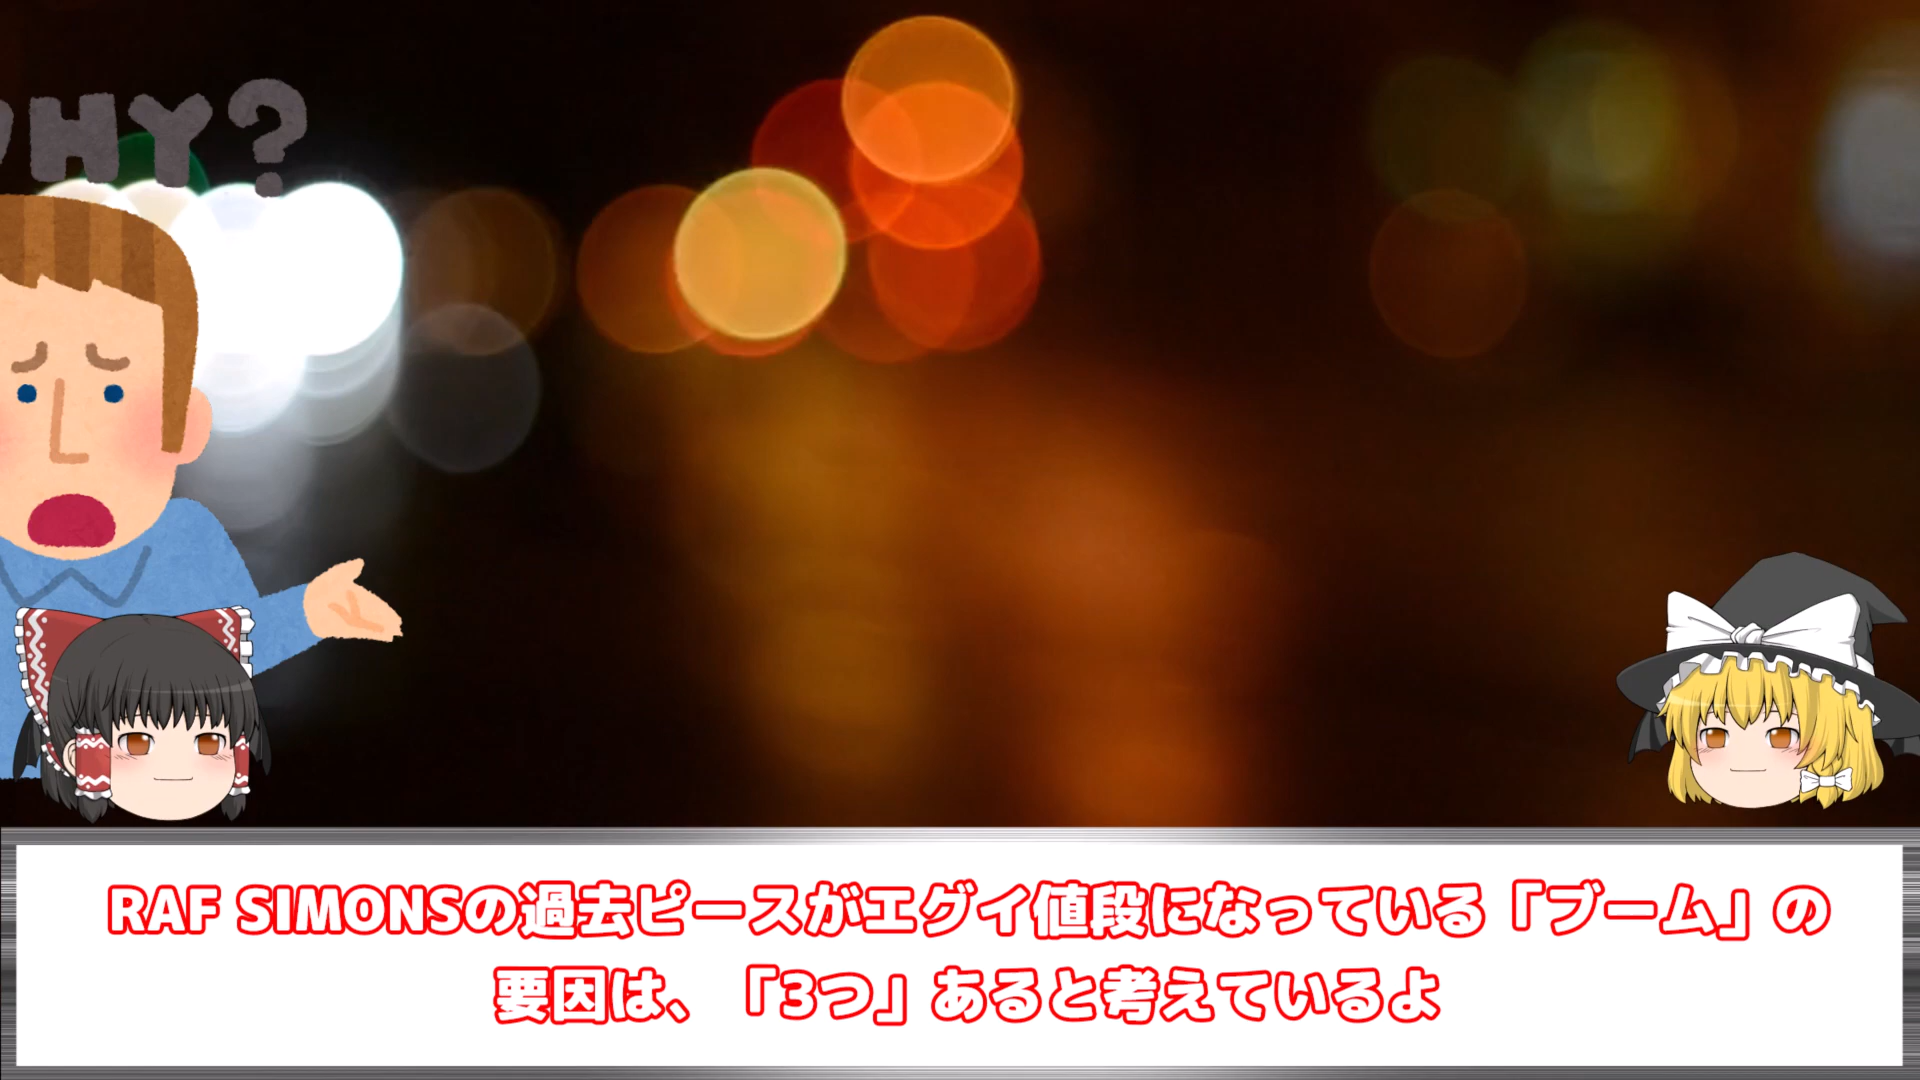 WHY?
RAF SIMONSの過去ピースがエグイ値段になっている「ブーム」の
要因は、「3つ」あると考えているよ